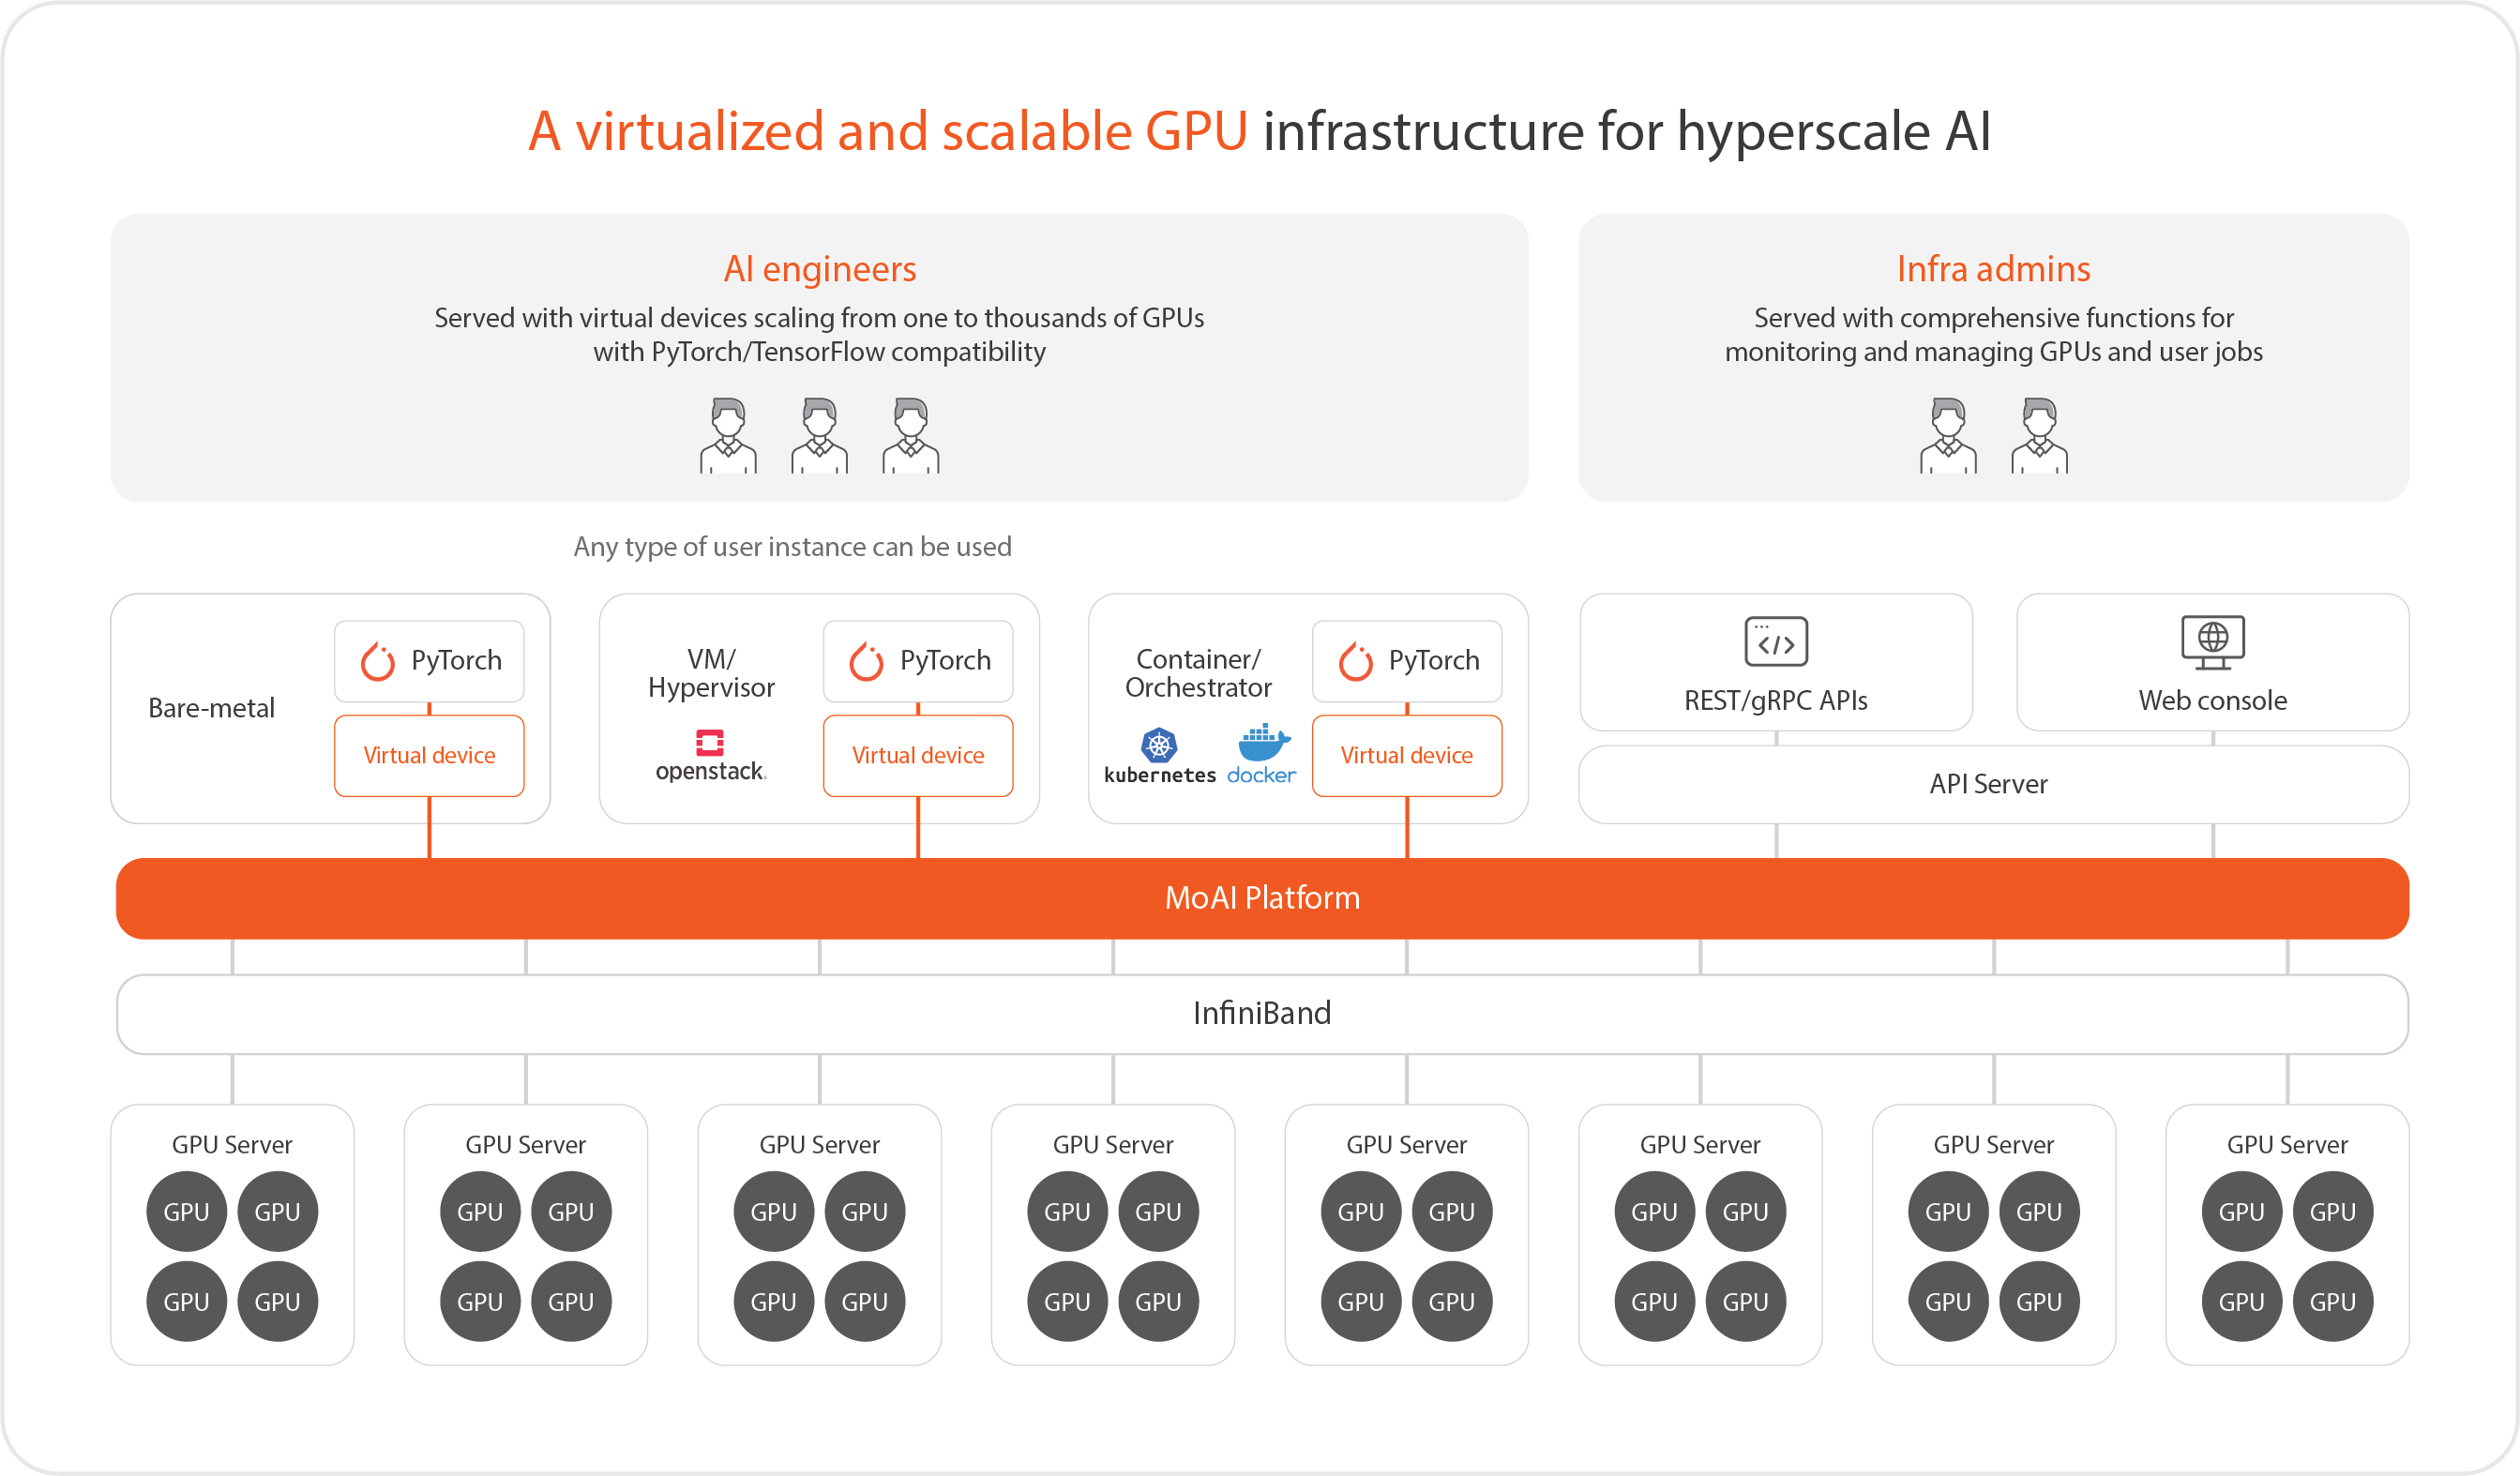 A virtualized and scalable GPU infrastructure for hyperscale AI
AI engineers
Served with virtual devices scaling from one to thousands of GPUs
with PyTorch/TensorFlow compatibility
Infra admins
Served with comprehensive functions for
monitoring and managing GPUs and user jobs
Any type of user instance can be used
Bare-metal
PyTorch
Virtual device
VM/
Hypervisor
openstack.
PyTorch
Virtual device
Container/
Orchestrator
kubernetes
docker
PyTorch
Virtual device
REST/gRPC APIs
Web console
API Server
MoAI Platform
InfiniBand
GPU Server
GPU GPU
GPU GPU
GPU Server
GPU GPU
GPU GPU
GPU Server
GPU GPU
GPU GPU
GPU Server
GPU GPU
GPU GPU
GPU Server
GPU GPU
GPU GPU
GPU Server
GPU GPU
GPU GPU
GPU Server
GPU GPU
GPU GPU
GPU Server
GPU GPU
GPU GPU